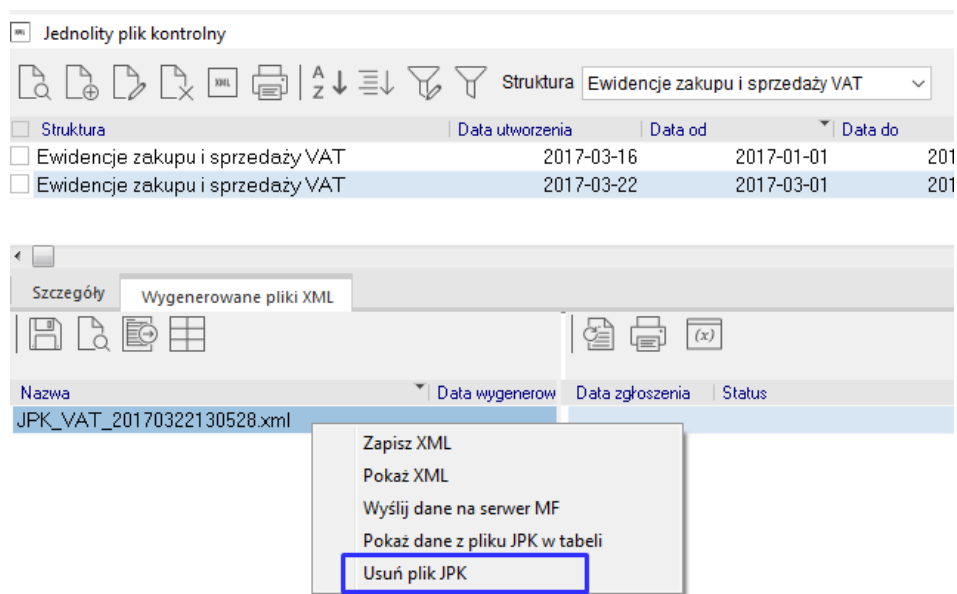 Jednolity plik kontrolny
XML A Z Struktura Ewidencje zakupu i sprzedaży VAT
Struktura Data utworzenia Data od Data do
Ewidencje zakupu i sprzedaży VAT 2017-03-16 2017-01-01 201
Ewidencje zakupu i sprzedaży VAT 2017-03-22 2017-03-01 201
Szczegóły Wygenerowane pliki XML
(x)
Nazwa Data wygenerow Data zgłoszenia Status
JPK_VAT_20170322130528.xml
Zapisz XML
Pokaż XML
Wyślij dane na serwer MF
Pokaż dane z pliku JPK w tabeli
Usuń plik JPK